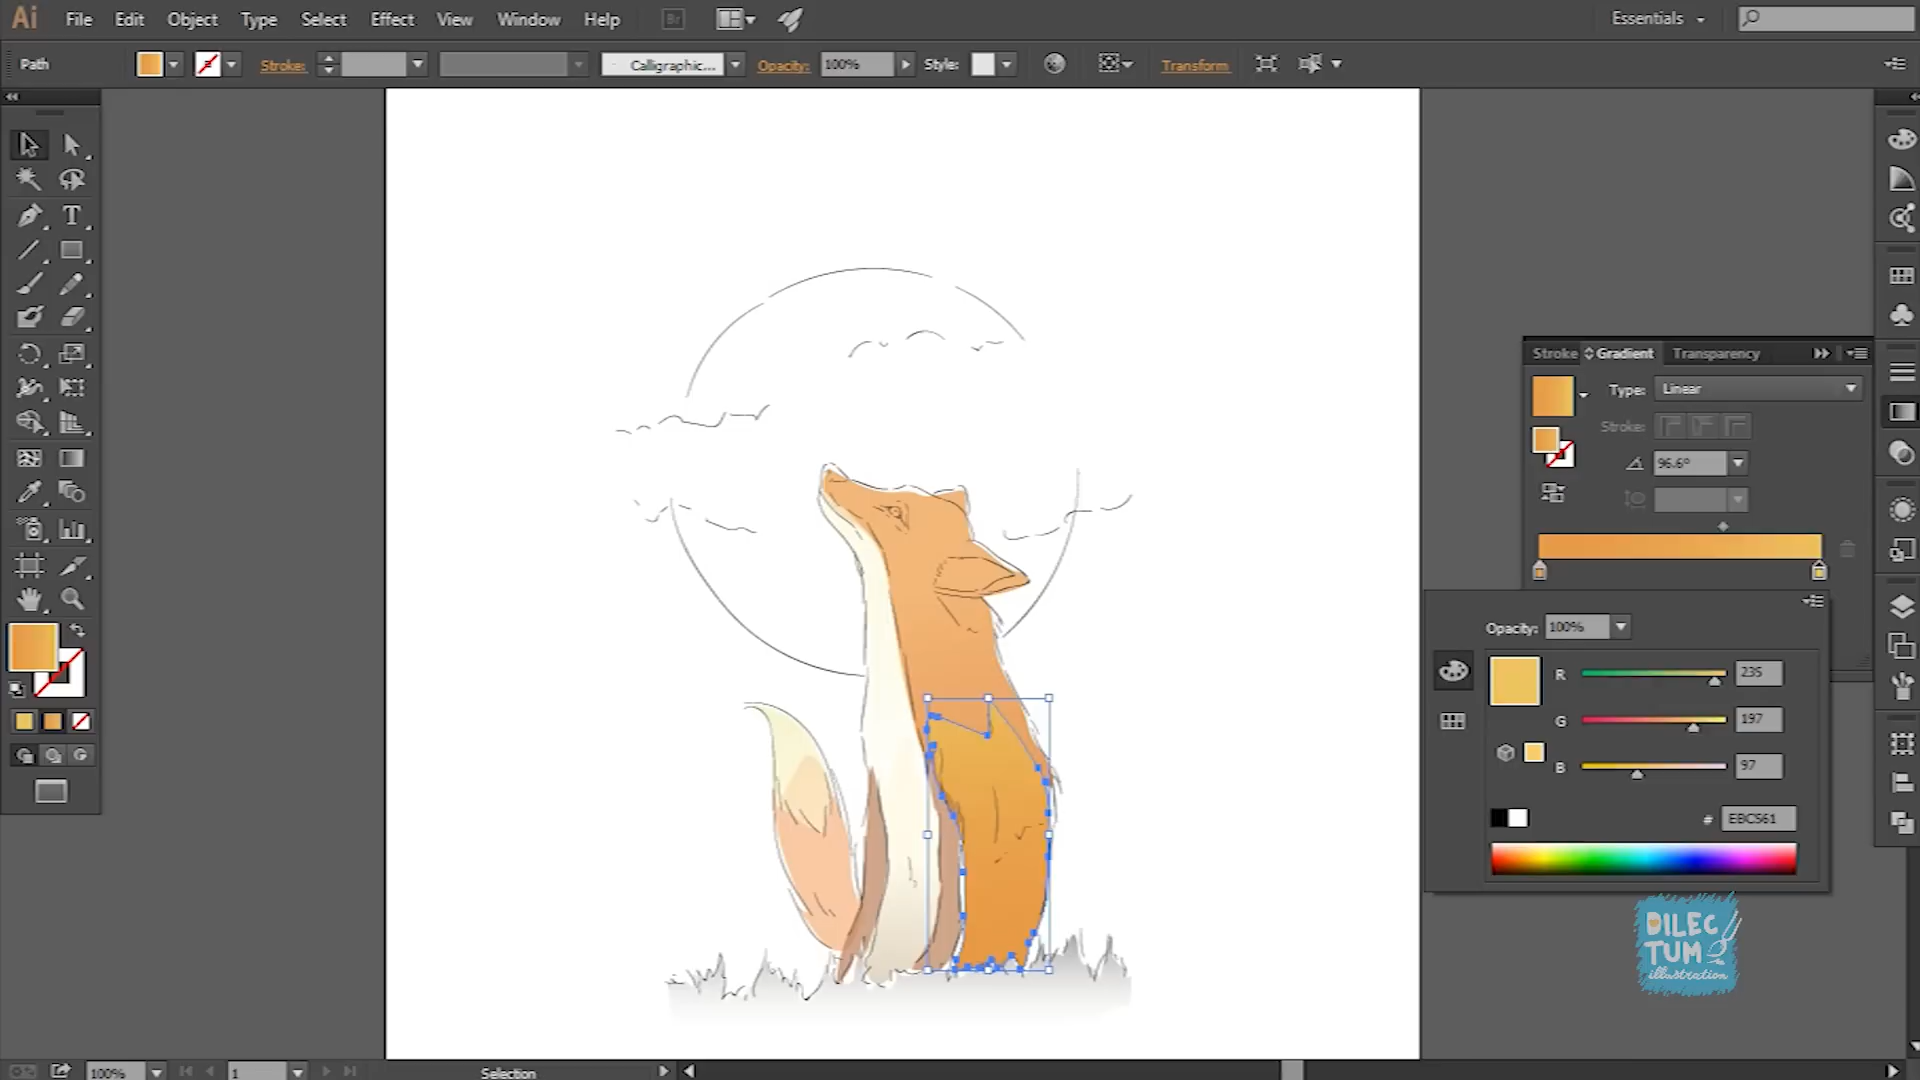 Ai File Edit Object Type Select Effect View Window Help Br Essentials
Path Stroke: Calligraphic... Opacity: 100% Style: Transform
Stroke Gradient Transparency
Type: Linear
Stroke:
96.6°
Opacity: 100%
R 235
G 197
B 97
# EBC561
DILEC
TUM
illustration
100% 1 Selection